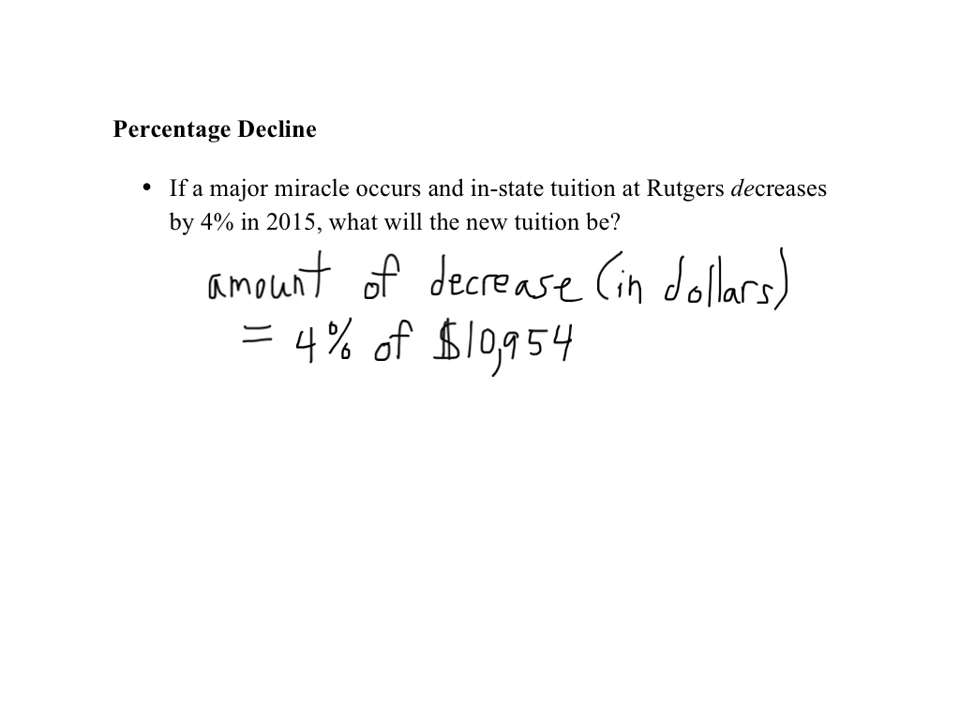 Percentage Decline
• If a major miracle occurs and in-state tuition at Rutgers decreases
by 4% in 2015, what will the new tuition be?
amount of decrease (in dollars)
= 4% of $10,954